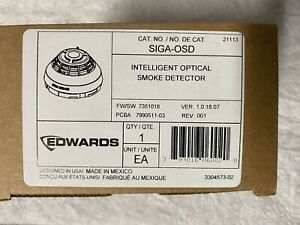 CAT. NO. / NO. DE CAT.
21113
SIGA-OSD
INTELLIGENT OPTICAL
SMOKE DETECTOR
FW/SW 7351018
VER. 1.0.18.07
PCBA 7990511-03
REV. 001
EDWARDS
QTY / QTE.
1
UNIT / UNITE
EA
DESIGNED IN USA/ MADE IN MEXICO
CONCU AUX ÉTATS-UNIS/ FABRIQUÉ AU MEXIQUE
3304573-02